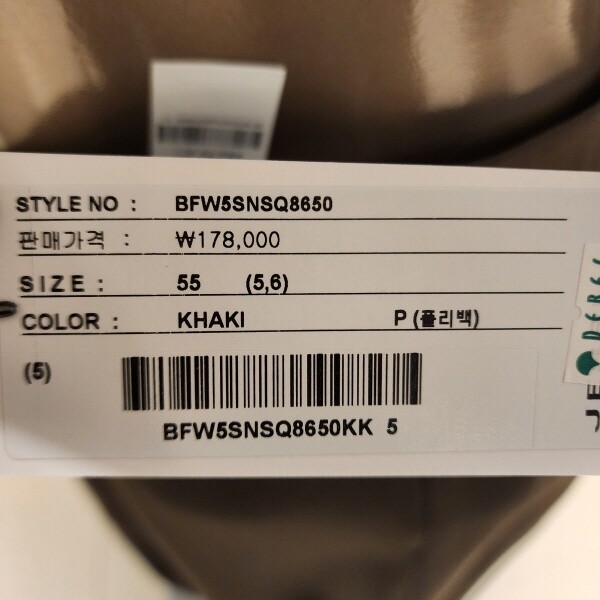 STYLE NO : BFW5SNSQ8650
판매가격 : ₩178,000
SIZE : 55 (5,6)
COLOR : KHAKI P (폴리백)
(5)
BFW5SNSQ8650KK 5